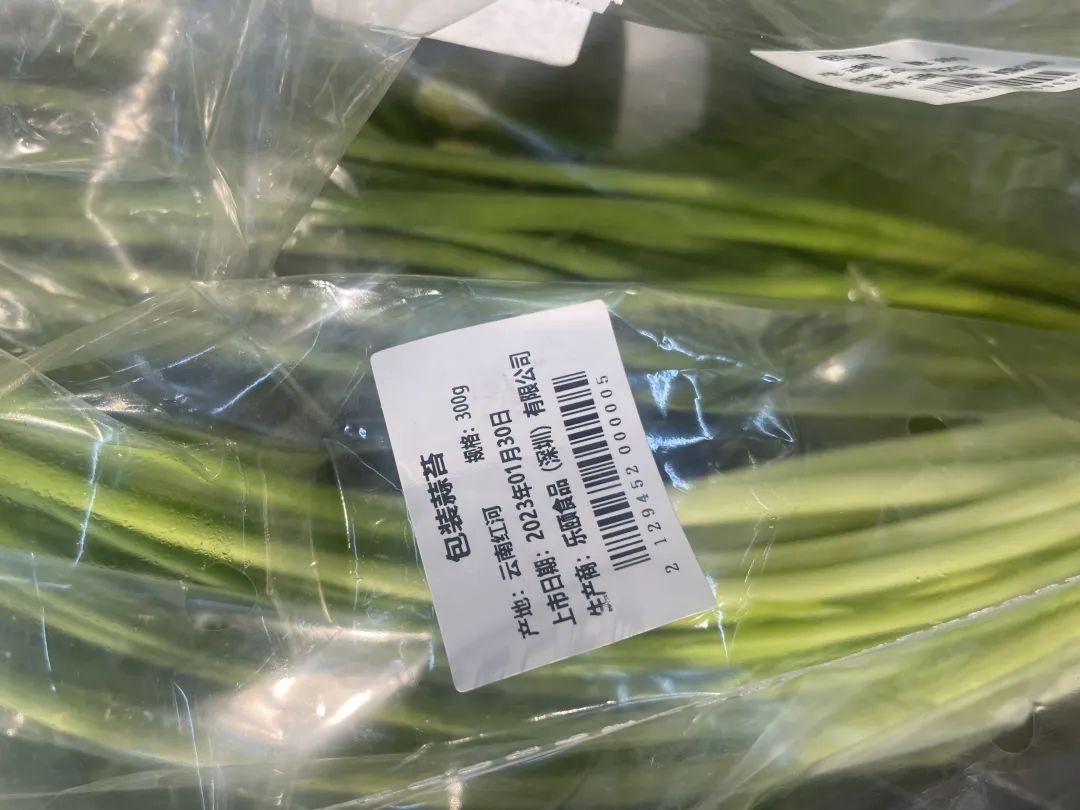 包装蒜苔
规格：300g
产地：云南红河
上市日期：2023年01月30日
生产商：乐颐食品（深圳）有限公司
2 129452 000005